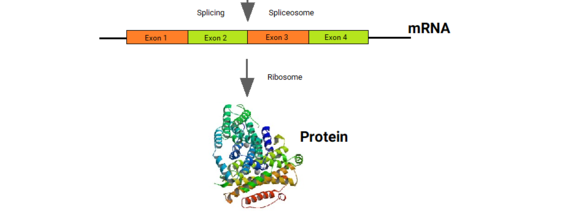 Splicing Spliceosome
mRNA
Exon 1 Exon 2 Exon 3 Exon 4
Ribosome
Protein